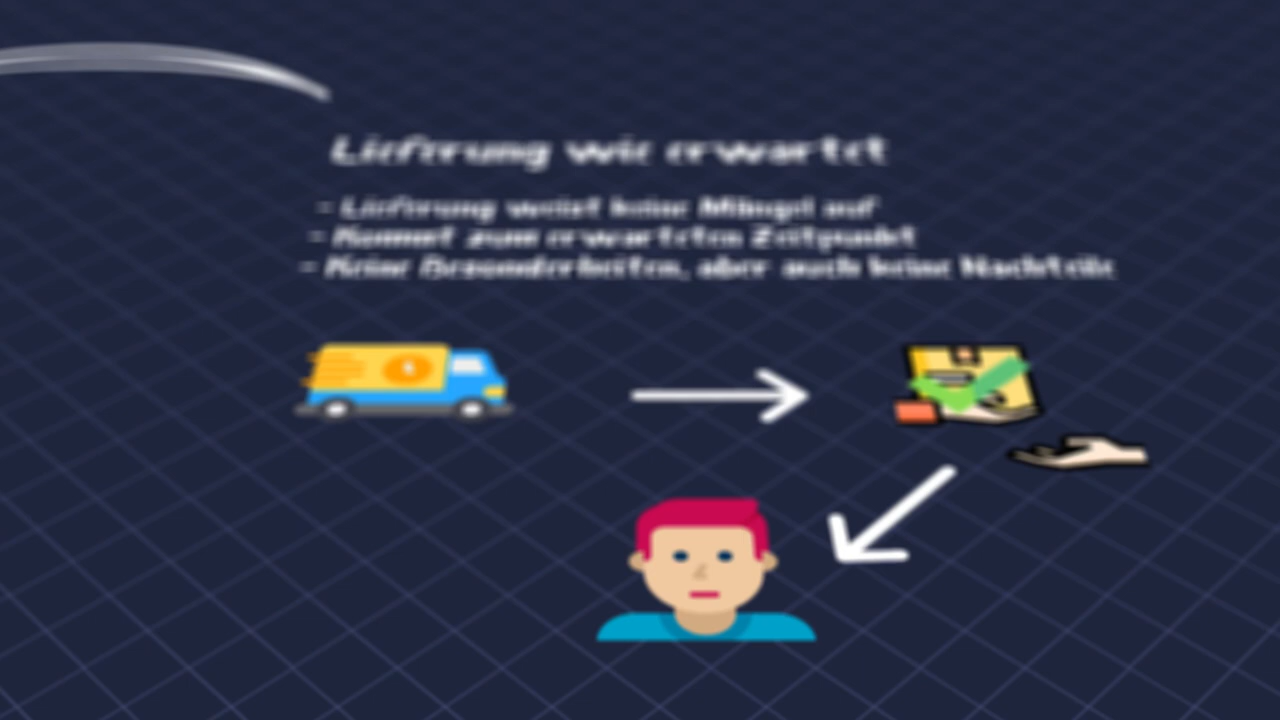 Lieferung wie erwartet
- Lieferung weist keine Mängel auf
- Kommt zum erwarteten Zeitpunkt
- Keine Besonderheiten, aber auch keine Nachteile